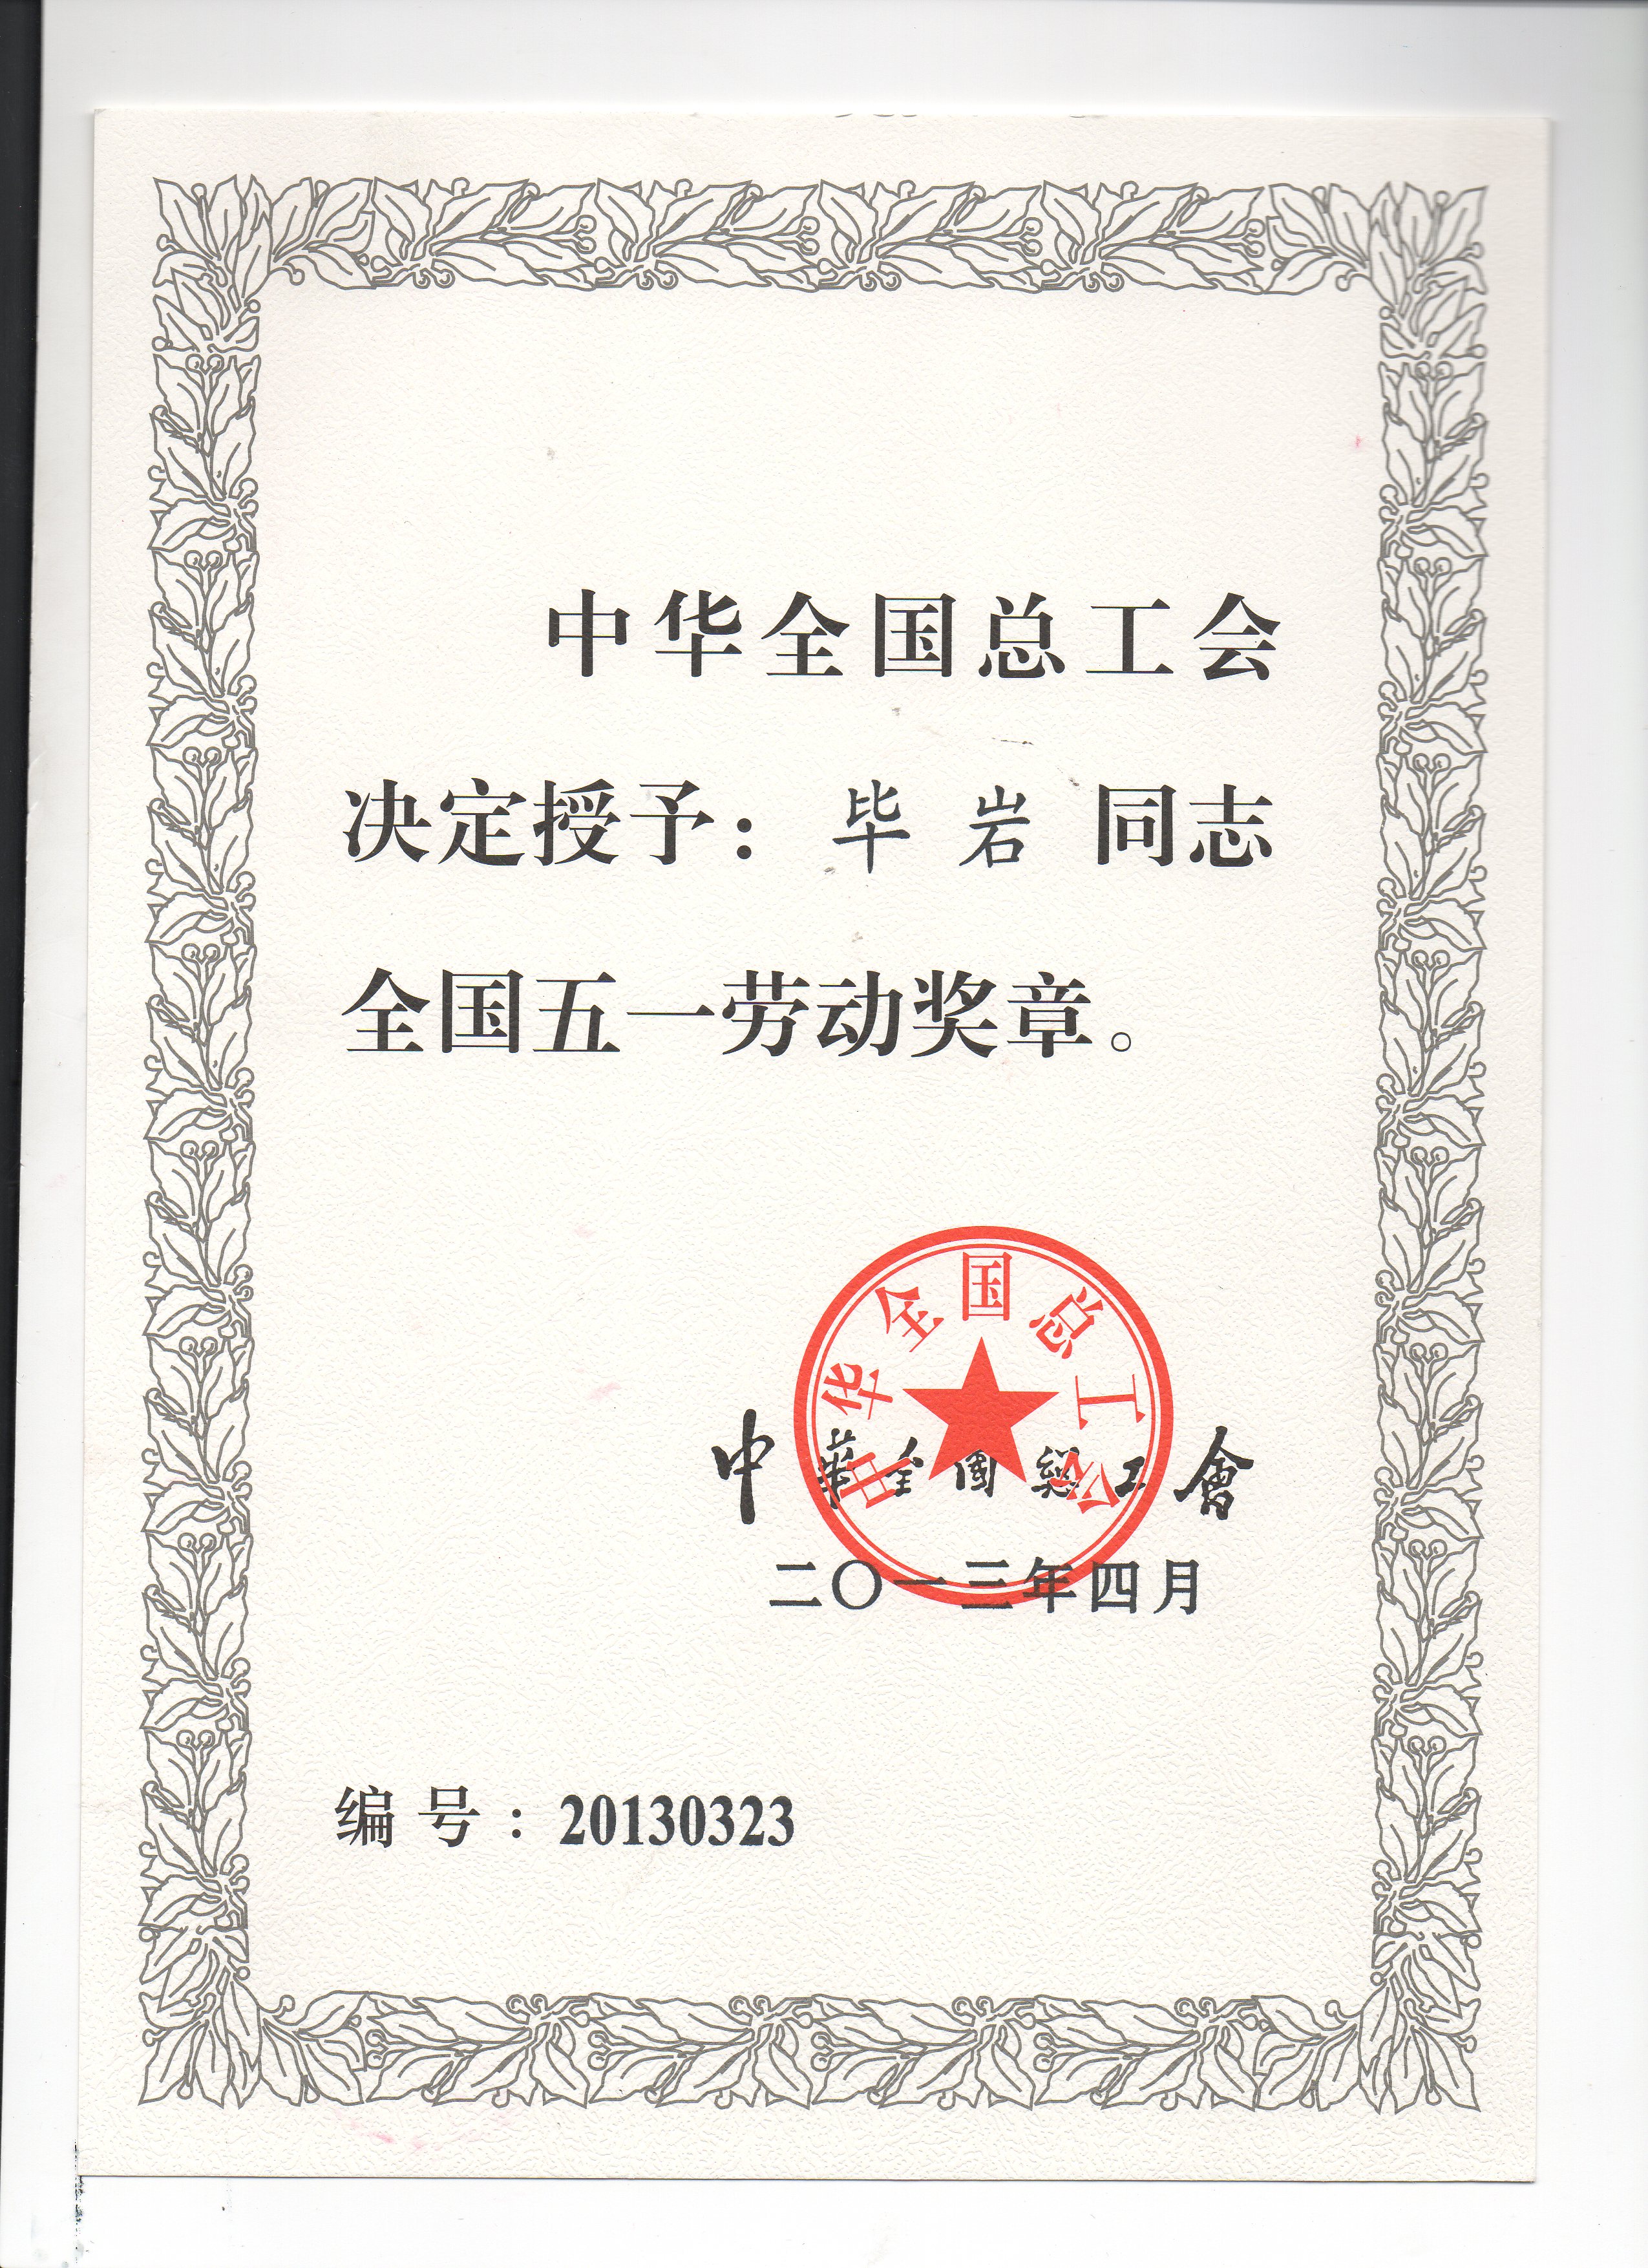 中华全国总工会
决定授予：毕 岩 同志
全国五一劳动奖章。
中华全国总工会
中華全國總工會
二〇一三年四月
编号：20130323